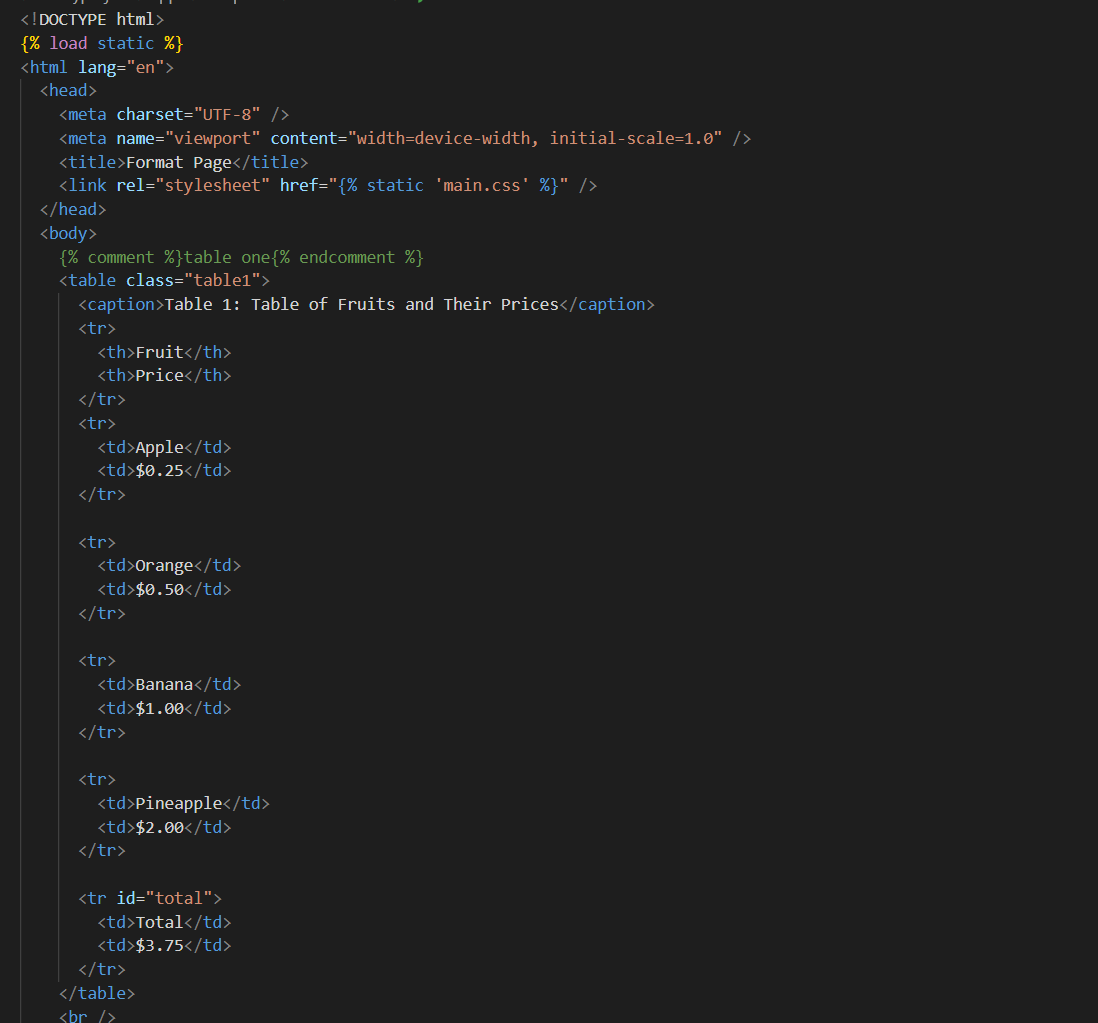 <!DOCTYPE html>
{% load static %}
<html lang="en">
<head>
<meta charset="UTF-8" />
<meta name="viewport" content="width=device-width, initial-scale=1.0" />
<title>Format Page</title>
<link rel="stylesheet" href="{% static 'main.css' %}" />
</head>
<body>
{% comment %}table one{% endcomment %}
<table class="table1">
<caption>Table 1: Table of Fruits and Their Prices</caption>
<tr>
<th>Fruit</th>
<th>Price</th>
</tr>
<tr>
<td>Apple</td>
<td>$0.25</td>
</tr>
<tr>
<td>Orange</td>
<td>$0.50</td>
</tr>
<tr>
<td>Banana</td>
<td>$1.00</td>
</tr>
<tr>
<td>Pineapple</td>
<td>$2.00</td>
</tr>
<tr id="total">
<td>Total</td>
<td>$3.75</td>
</tr>
</table>
<br />